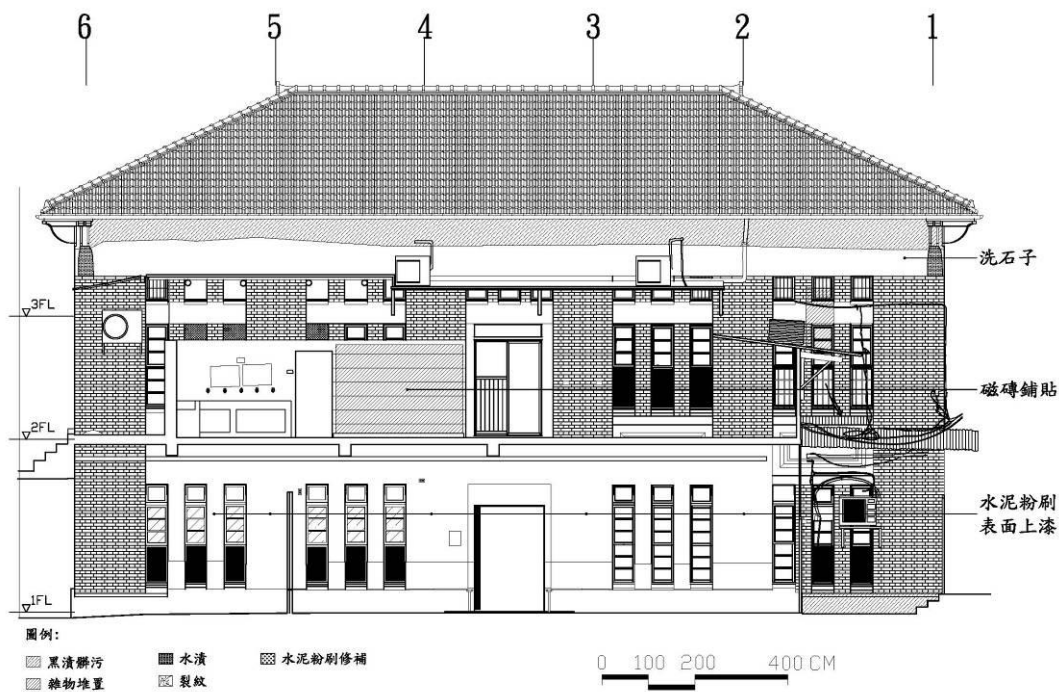 6 5 4 3 2 1
洗石子
3FL
磁磚鋪貼
2FL
水泥粉刷
表面上漆
1FL
圖例:
黑漬髒污 水漬 水泥粉刷修補
雜物堆置 裂紋
0 100 200 400 CM